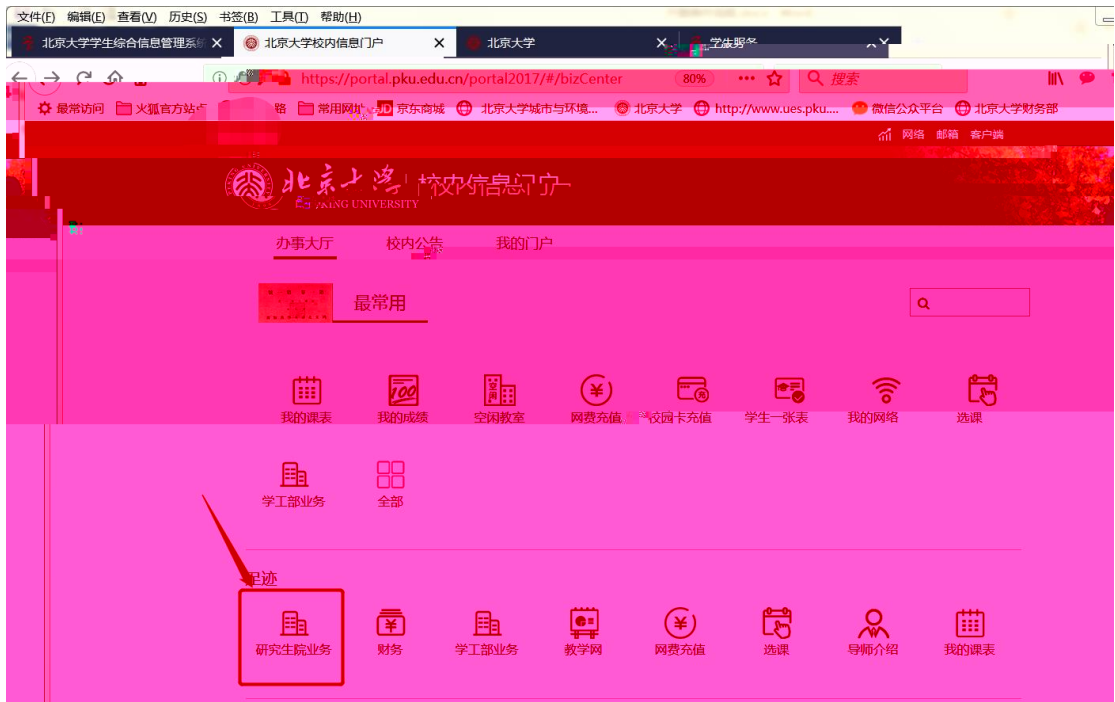 文件(F) 编辑(E) 查看(V) 历史(S) 书签(B) 工具(T) 帮助(H)
北京大学学生综合信息管理系统 北京大学校内信息门户 北京大学 学生服务
https://portal.pku.edu.cn/portal2017/#/bizCenter 80% 搜索
最常访问 火狐官方站点 路 常用网址 JD 京东商城 北京大学城市与环境... 北京大学 http://www.ues.pku.... 微信公众平台 北京大学财务部
网络 邮箱 客户端
北京大学 校内信息门户
PEKING UNIVERSITY
办事大厅 校内公告 我的门户
最常用
我的课表 我的成绩 空闲教室 网费充值 校园卡充值 学生一张表 我的网络 选课
学工部业务 全部
足迹
研究生院业务 财务 学工部业务 教学网 网费充值 选课 导师介绍 我的课表